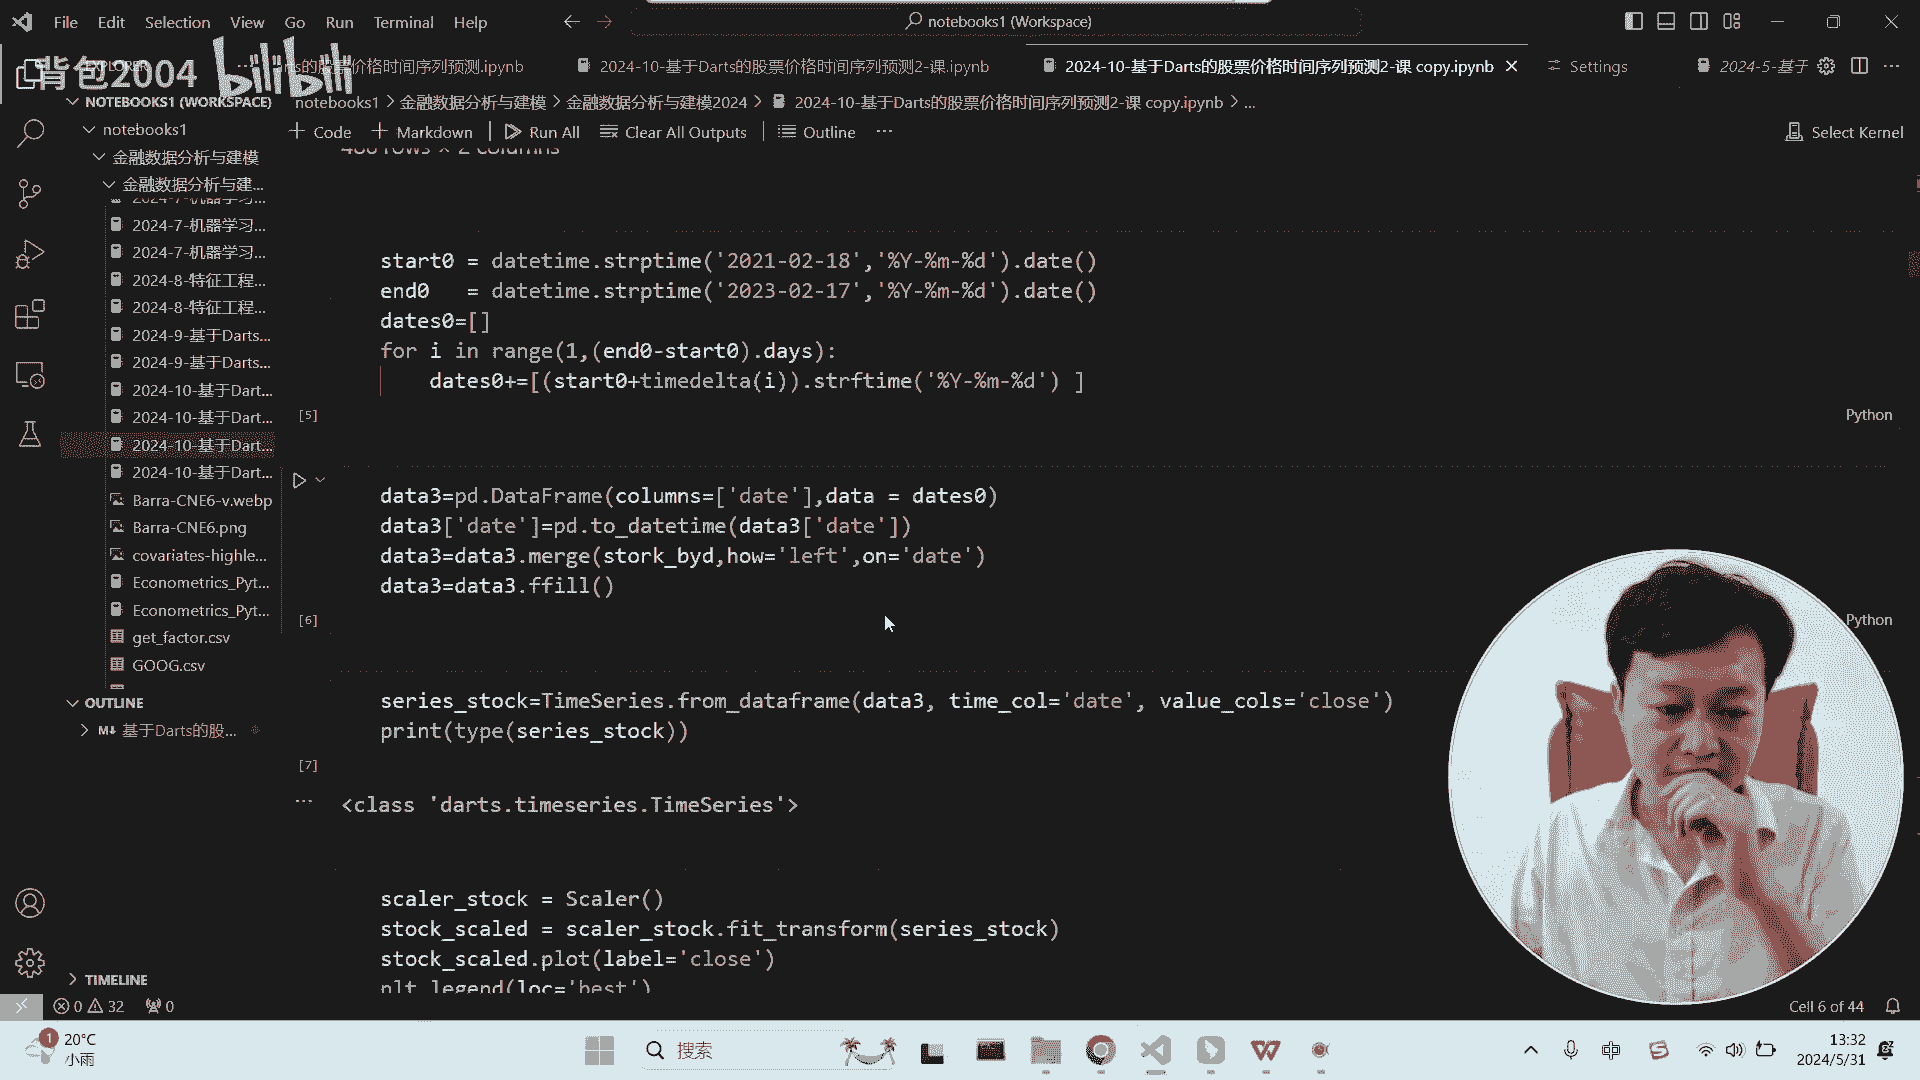 File Edit Selection View Go Run Terminal Help
notebooks1 (Workspace)
背包2004 bilibili
的股票价格时间序列预测.ipynb
2024-10-基于Darts的股票价格时间序列预测2-课.ipynb
2024-10-基于Darts的股票价格时间序列预测2-课 copy.ipynb
Settings
2024-5-基于
NOTEBOOKS1 (WORKSPACE)
notebooks1 > 金融数据分析与建模 > 金融数据分析与建模2024 > 2024-10-基于Darts的股票价格时间序列预测2-课 copy.ipynb > ...
Code Markdown Run All Clear All Outputs Outline ...
Select Kernel
notebooks1
金融数据分析与建模
金融数据分析与建...
2024-7-机器学习...
2024-7-机器学习...
2024-7-机器学习...
2024-8-特征工程...
2024-8-特征工程...
2024-9-基于Darts...
2024-9-基于Darts...
2024-10-基于Dart...
2024-10-基于Dart...
2024-10-基于Dart...
2024-10-基于Dart...
Barra-CNE6-v.webp
Barra-CNE6.png
covariates-highle...
Econometrics_Pyt...
Econometrics_Pyt...
get_factor.csv
GOOG.csv
OUTLINE
基于Darts的股...
TIMELINE
rows × 2 columns
start0 = datetime.strptime('2021-02-18','%Y-%m-%d').date()
end0   = datetime.strptime('2023-02-17','%Y-%m-%d').date()
dates0=[]
for i in range(1,(end0-start0).days):
    dates0+=[(start0+timedelta(i)).strftime('%Y-%m-%d') ]
[5]
Python
data3=pd.DataFrame(columns=['date'],data = dates0)
data3['date']=pd.to_datetime(data3['date'])
data3=data3.merge(stork_byd,how='left',on='date')
data3=data3.ffill()
[6]
Python
series_stock=TimeSeries.from_dataframe(data3, time_col='date', value_cols='close')
print(type(series_stock))
[7]
<class 'darts.timeseries.TimeSeries'>
scaler_stock = Scaler()
stock_scaled = scaler_stock.fit_transform(series_stock)
stock_scaled.plot(label='close')
plt.legend(loc='best')
0 32 0
Cell 6 of 44
1
20°C
小雨
搜索
中
13:32
2024/5/31